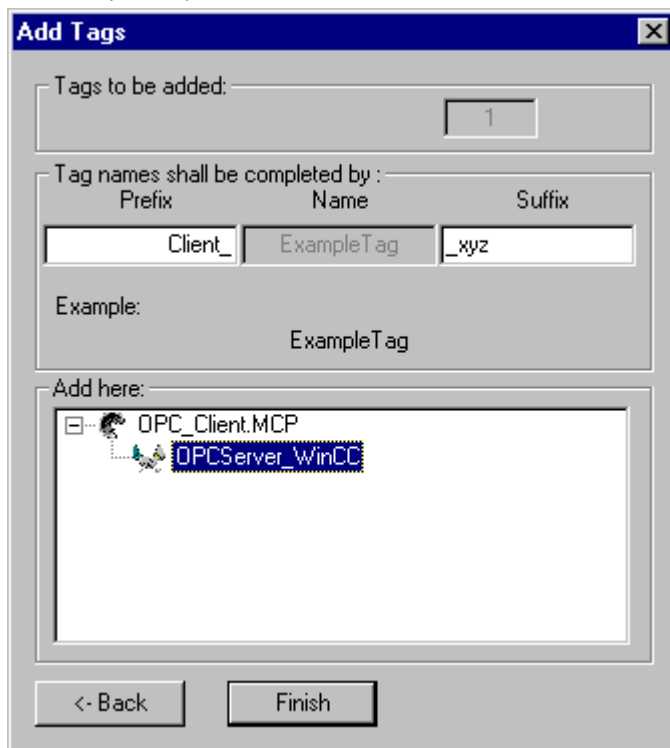 Add Tags
Tags to be added:
1
Tag names shall be completed by :
Prefix Name Suffix
Client_ ExampleTag _xyz
Example:
ExampleTag
Add here:
OPC_Client.MCP
OPCServer_WinCC
<- Back Finish